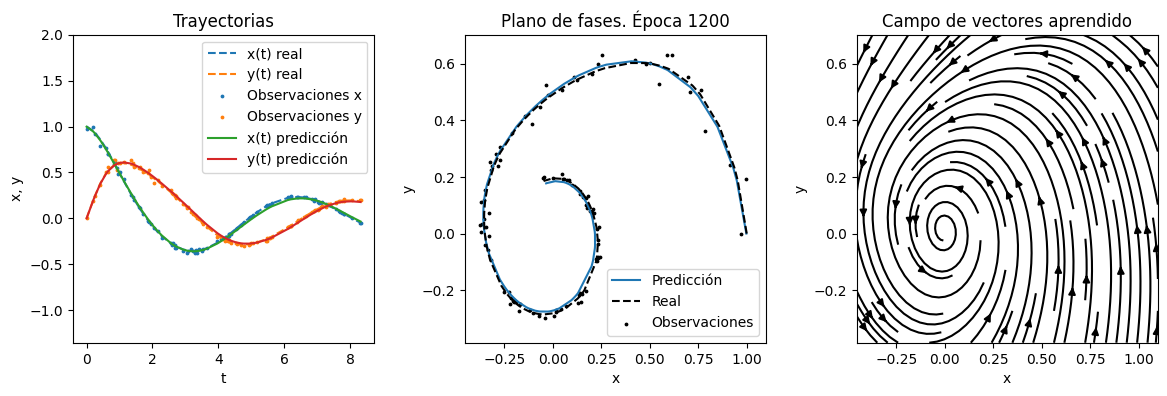 Trayectorias
2.0
1.5
1.0
0.5
0.0
−0.5
−1.0
x, y
0
2
4
6
8
t
x(t) real
y(t) real
Observaciones x
Observaciones y
x(t) predicción
y(t) predicción
Plano de fases. Época 1200
0.6
0.4
0.2
0.0
−0.2
y
−0.25
0.00
0.25
0.50
0.75
1.00
x
Predicción
Real
Observaciones
Campo de vectores aprendido
0.6
0.4
0.2
0.0
−0.2
y
−0.25
0.00
0.25
0.50
0.75
1.00
x